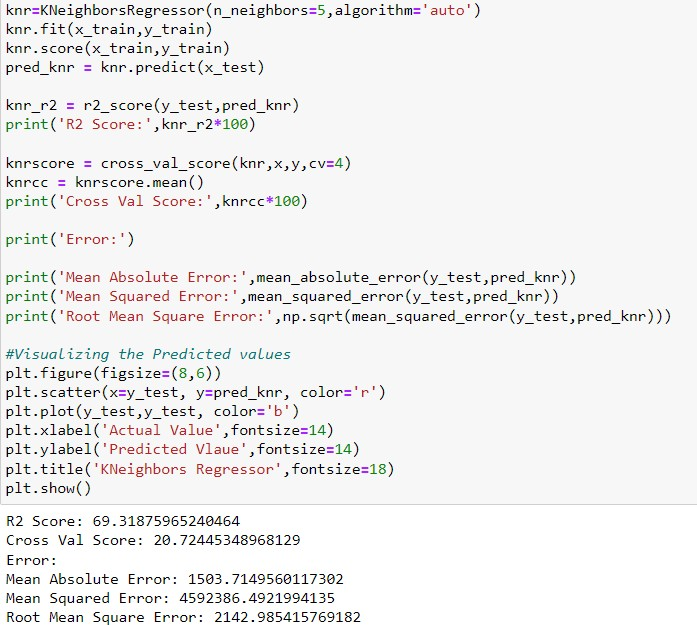 knr=KNeighborsRegressor(n_neighbors=5,algorithm='auto')
knr.fit(x_train,y_train)
knr.score(x_train,y_train)
pred_knr = knr.predict(x_test)
knr_r2 = r2_score(y_test,pred_knr)
print('R2 Score:',knr_r2*100)
knrscore = cross_val_score(knr,x,y,cv=4)
knrcc = knrscore.mean()
print('Cross Val Score:',knrcc*100)
print('Error:')
print('Mean Absolute Error:',mean_absolute_error(y_test,pred_knr))
print('Mean Squared Error:',mean_squared_error(y_test,pred_knr))
print('Root Mean Square Error:',np.sqrt(mean_squared_error(y_test,pred_knr)))
#Visualizing the Predicted values
plt.figure(figsize=(8,6))
plt.scatter(x=y_test, y=pred_knr, color='r')
plt.plot(y_test,y_test, color='b')
plt.xlabel('Actual Value',fontsize=14)
plt.ylabel('Predicted Vlaue',fontsize=14)
plt.title('KNeighbors Regressor',fontsize=18)
plt.show()
R2 Score: 69.31875965240464
Cross Val Score: 20.72445348968129
Error:
Mean Absolute Error: 1503.7149560117302
Mean Squared Error: 4592386.4921994135
Root Mean Square Error: 2142.985415769182